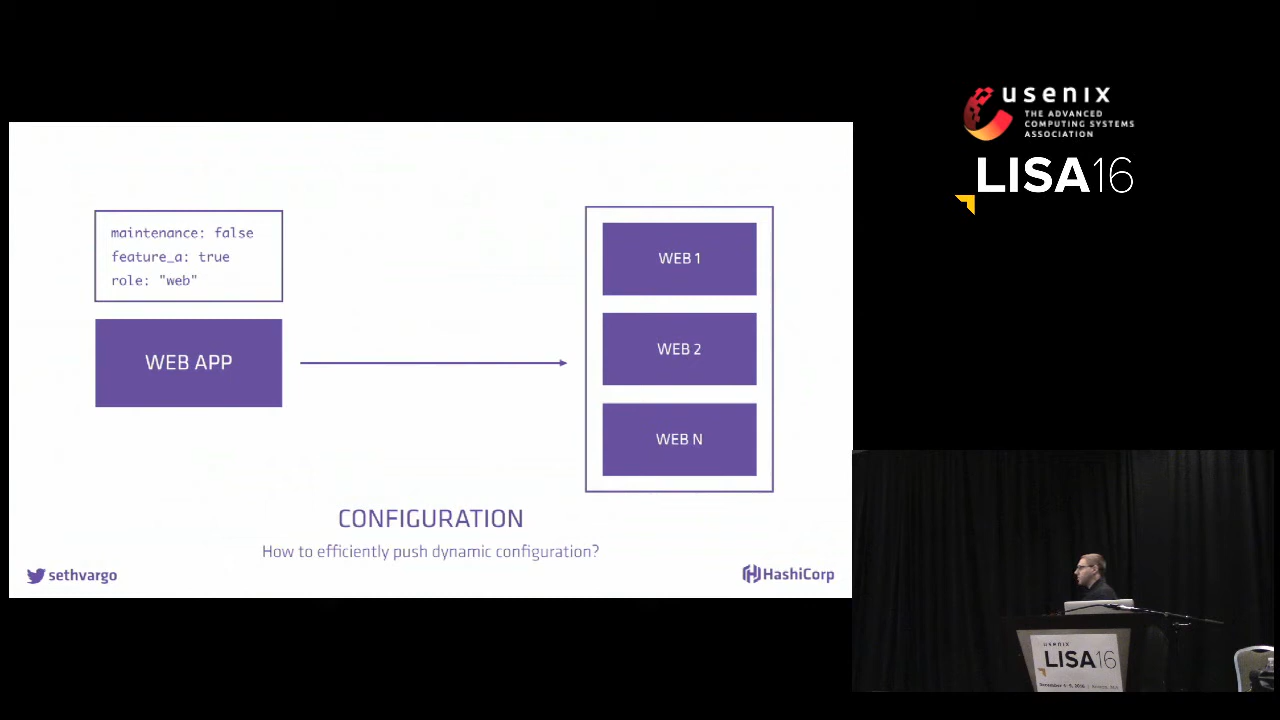 usenix
THE ADVANCED
COMPUTING SYSTEMS
ASSOCIATION
LISA16
maintenance: false
feature_a: true
role: "web"
WEB APP
WEB 1
WEB 2
WEB N
CONFIGURATION
How to efficiently push dynamic configuration?
sethvargo
HashiCorp
usenix
LISA16